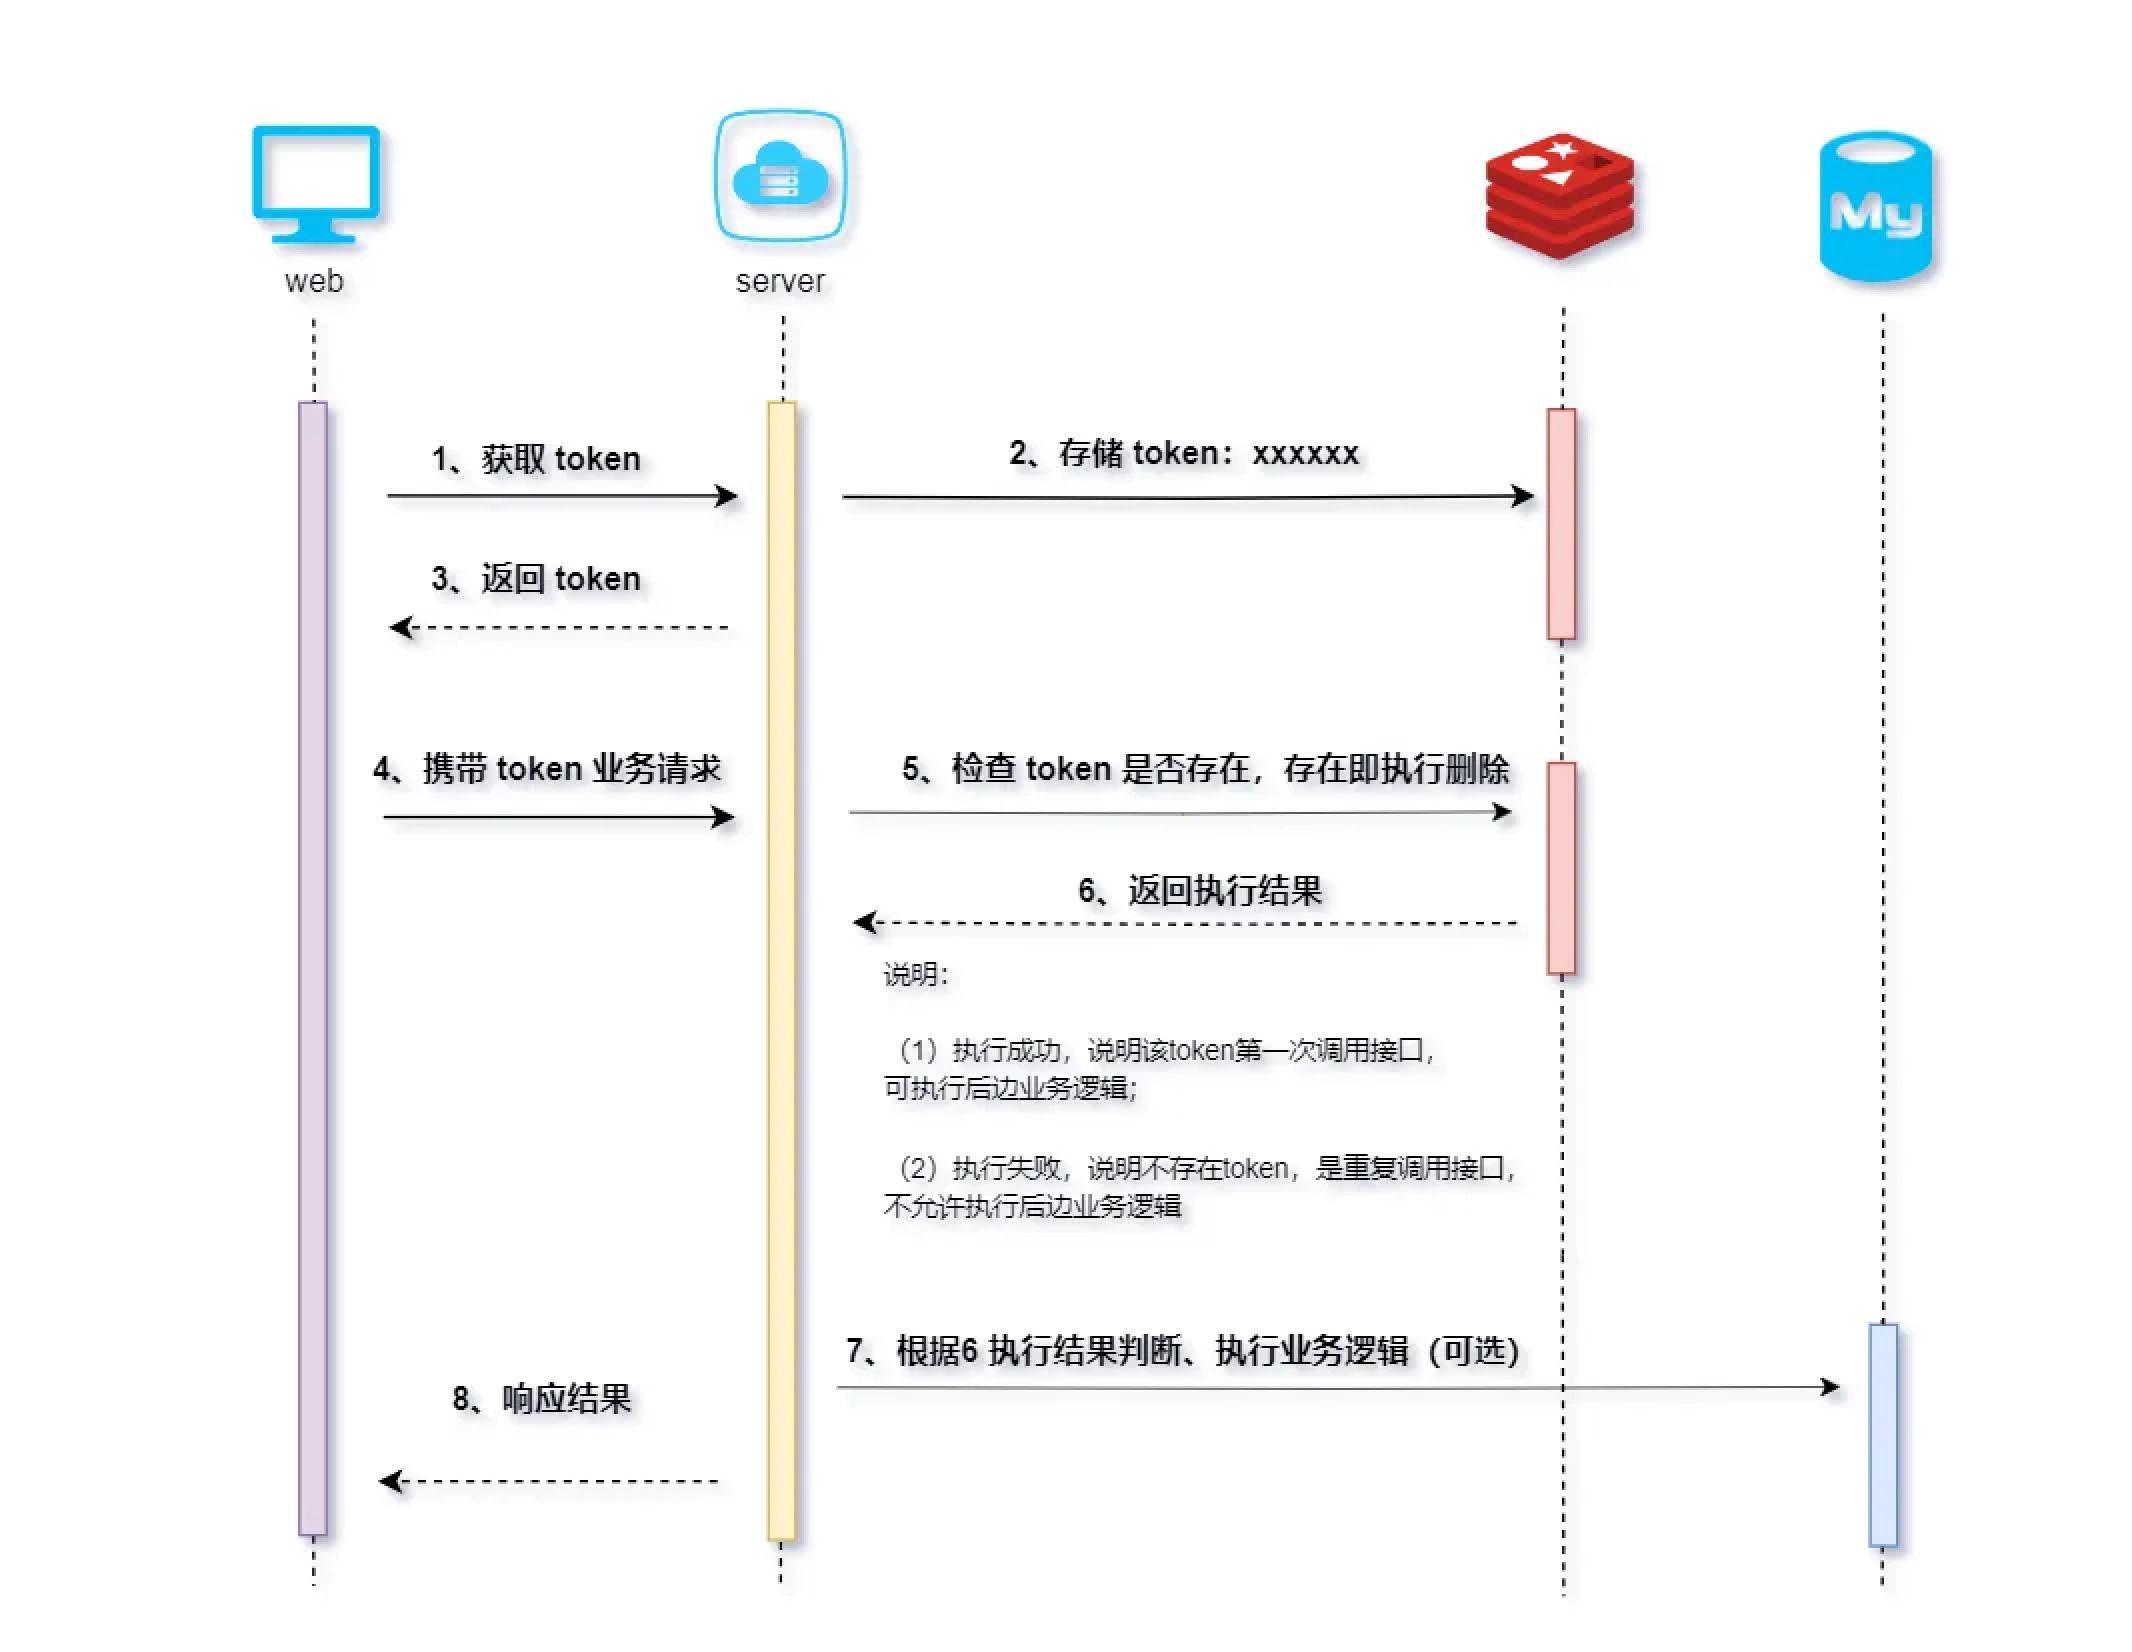 My
web
server
1、获取 token
2、存储 token：xxxxxx
3、返回 token
4、携带 token 业务请求
5、检查 token 是否存在，存在即执行删除
6、返回执行结果
说明：
（1）执行成功，说明该token第一次调用接口，
可执行后边业务逻辑；
（2）执行失败，说明不存在token，是重复调用接口，
不允许执行后边业务逻辑
7、根据6 执行结果判断、执行业务逻辑（可选）
8、响应结果